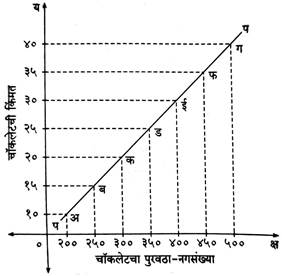 य
प
४०
ग
३५
फ
३०
२५
ड
२०
क
१५
ब
१०
अ
प
चॉकलेटची किंमत
० २०० २५० ३०० ३५० ४०० ४५० ५०० क्ष
चॉकलेटचा पुरवठा-नगसंख्या